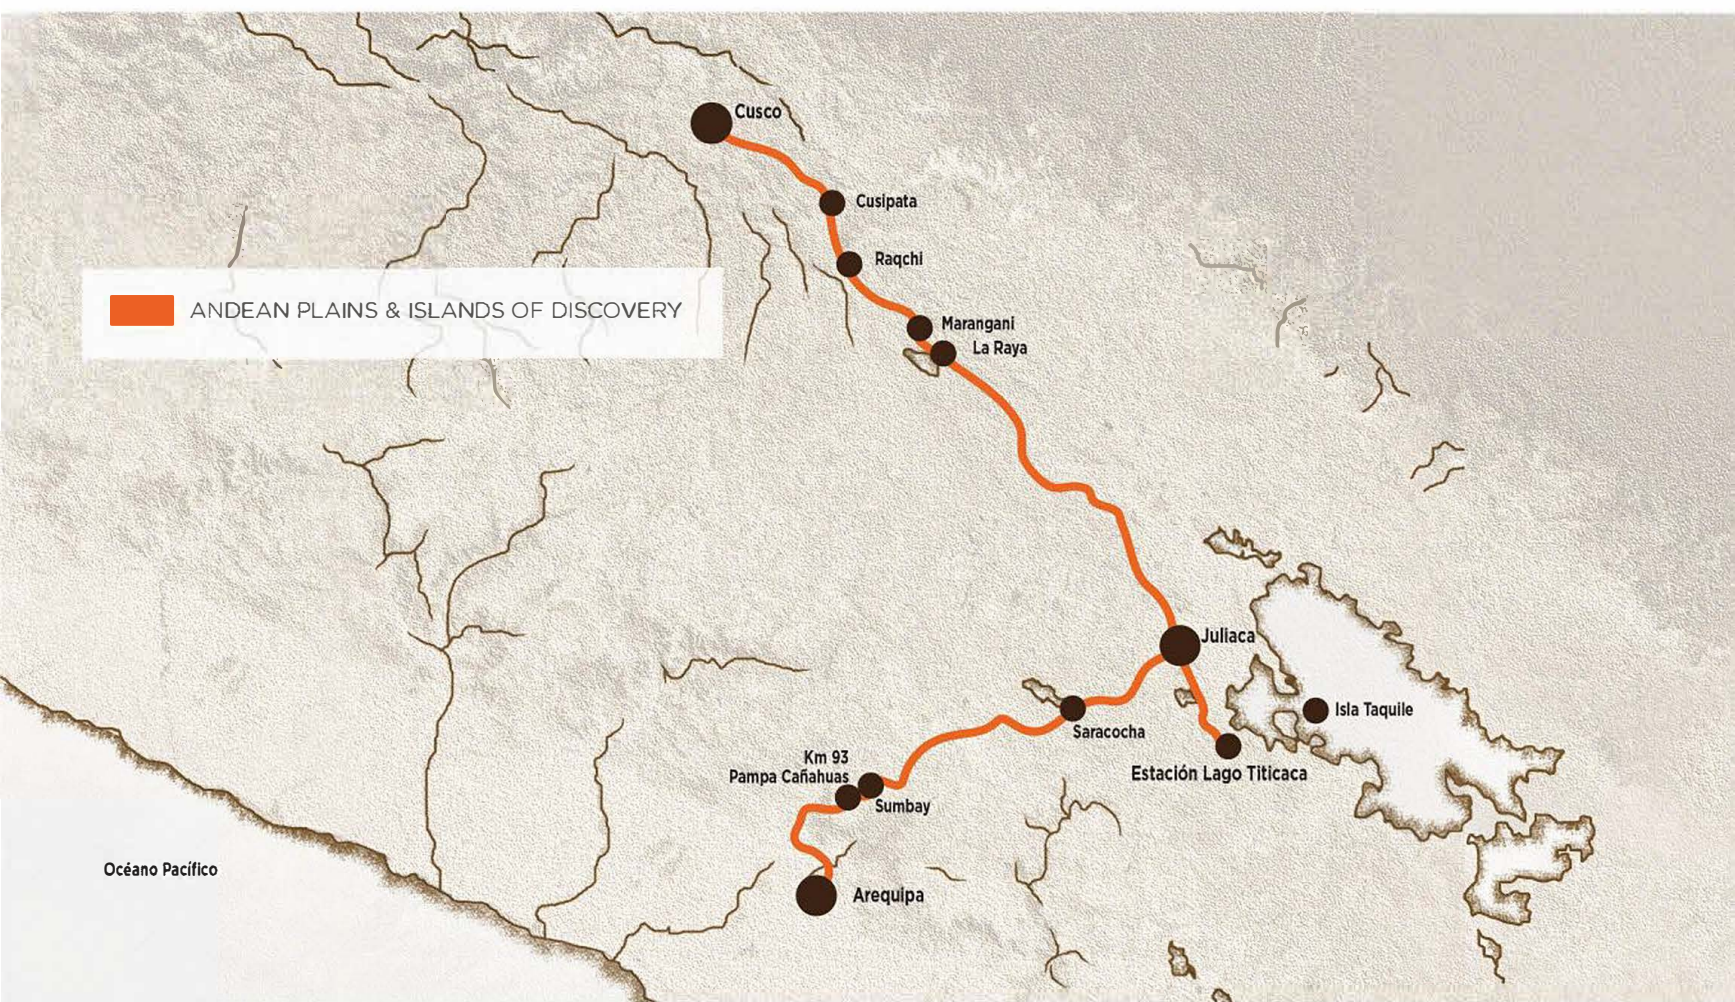 Cusco
Cusipata
Raqchi
ANDEAN PLAINS & ISLANDS OF DISCOVERY
Marangani
La Raya
Juliaca
Isla Taquile
Saracocha
Km 93
Pampa Cañahuas
Estación Lago Titicaca
Sumbay
Océano Pacífico
Arequipa